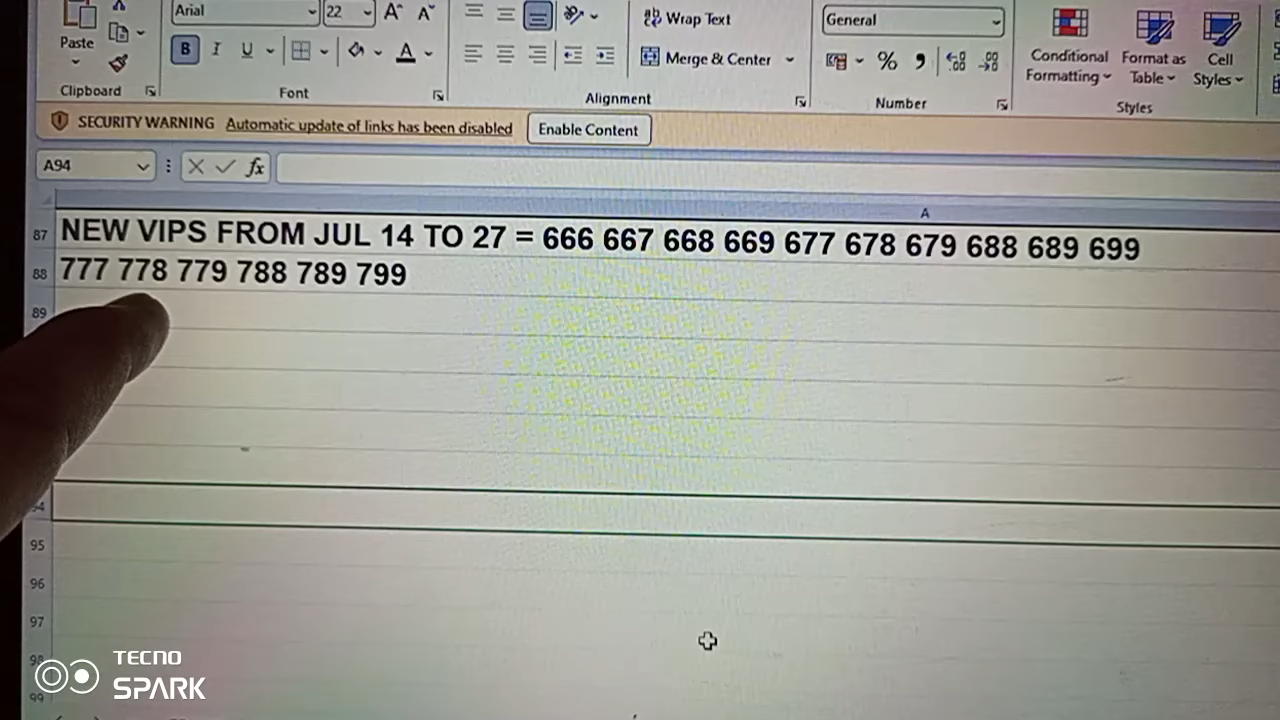 Arial
22
Wrap Text
General
Paste
B I U
A
Merge & Center
%
Conditional Formatting
Format as Table
Cell Styles
Clipboard
Font
Alignment
Number
Styles
SECURITY WARNING Automatic update of links has been disabled Enable Content
A94
fx
A
87 NEW VIPS FROM JUL 14 TO 27 = 666 667 668 669 677 678 679 688 689 699
88 777 778 779 788 789 799
89
95
96
97
TECNO
SPARK